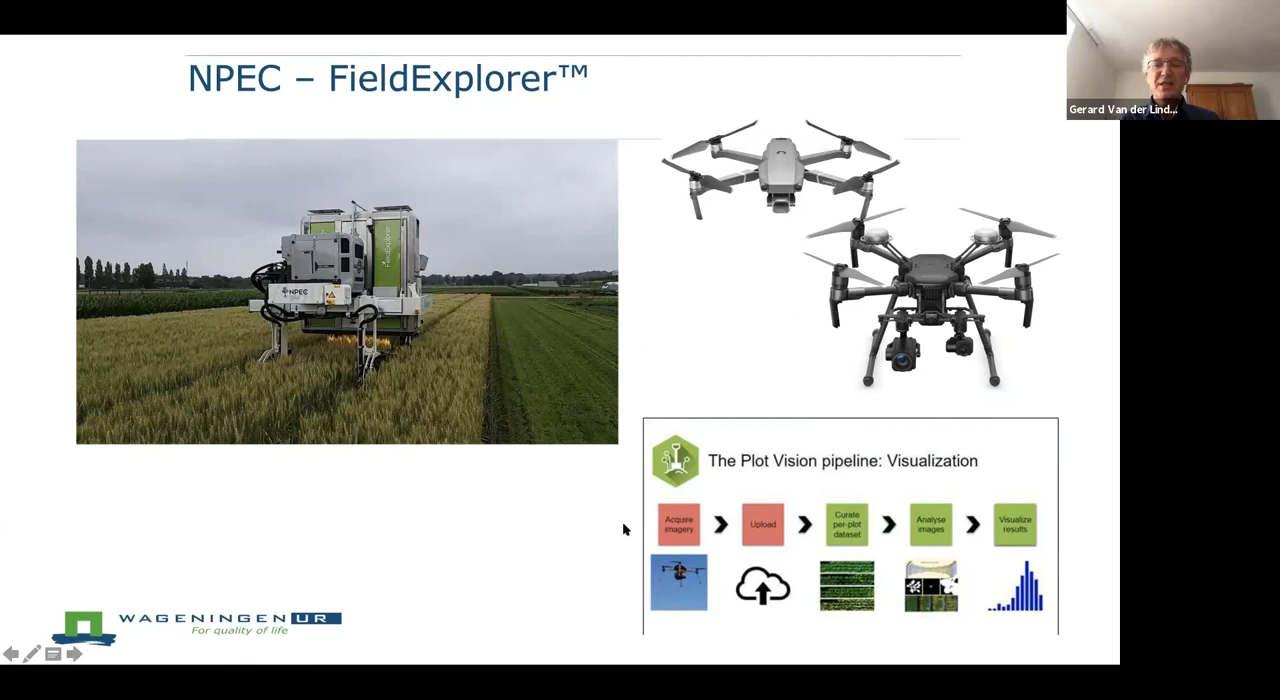 NPEC – FieldExplorer™
Gerard Van der Lind...
FieldExplorer
NPEC
The Plot Vision pipeline: Visualization
Acquire
imagery
Upload
Curate
per-plot
dataset
Analyse
images
Visualize
results
WAGENINGEN UR
For quality of life